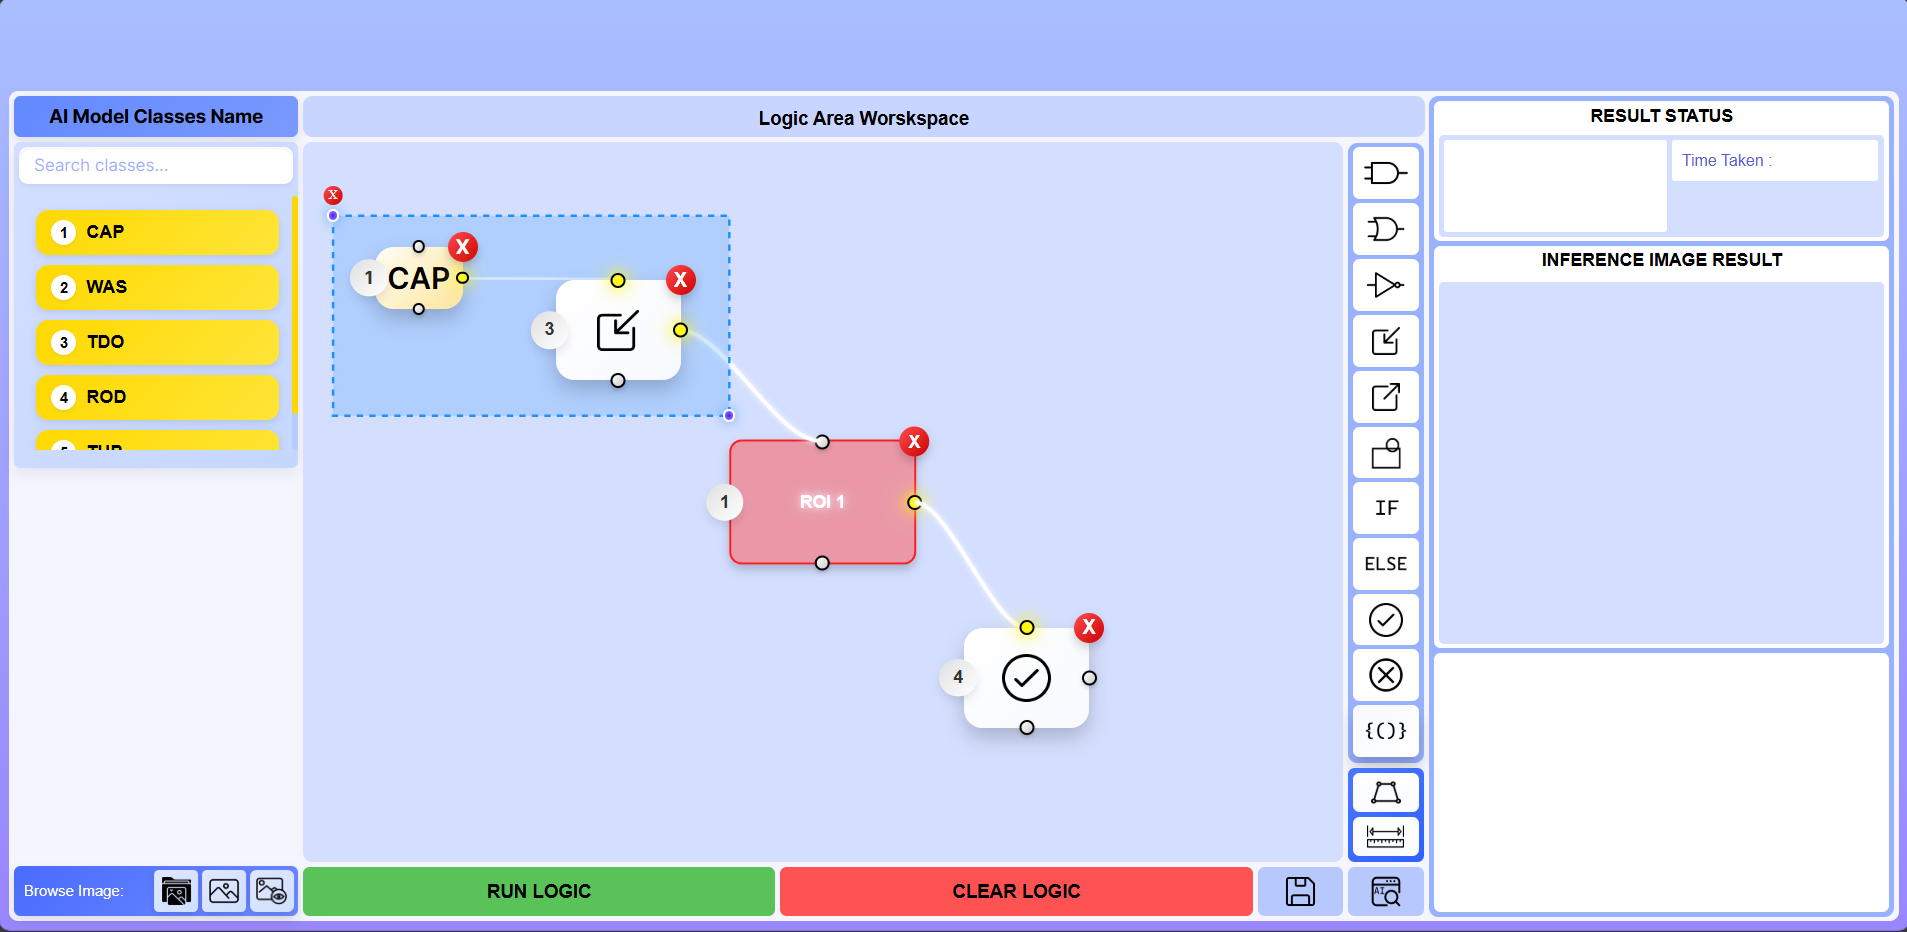 AI Model Classes Name
Search classes...
1 CAP
2 WAS
3 TDO
4 ROD
Browse Image:
Logic Area Worskspace
X
X
1 CAP
X
3
X
1 ROI 1
X
4
RUN LOGIC
CLEAR LOGIC
IF
ELSE
{()}
AI
RESULT STATUS
Time Taken :
INFERENCE IMAGE RESULT